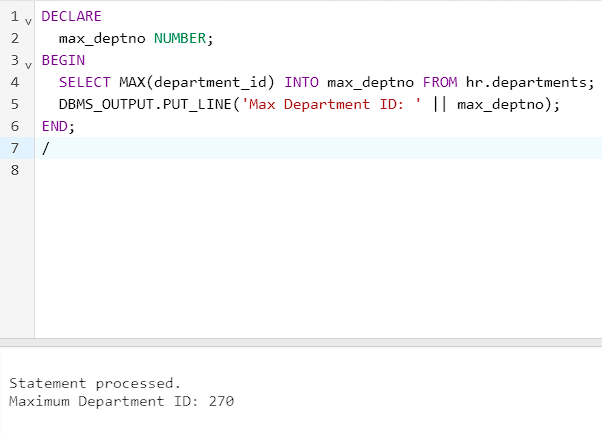 1 DECLARE
2 max_deptno NUMBER;
3 BEGIN
4 SELECT MAX(department_id) INTO max_deptno FROM hr.departments;
5 DBMS_OUTPUT.PUT_LINE('Max Department ID: ' || max_deptno);
6 END;
7 /
8
Statement processed.
Maximum Department ID: 270